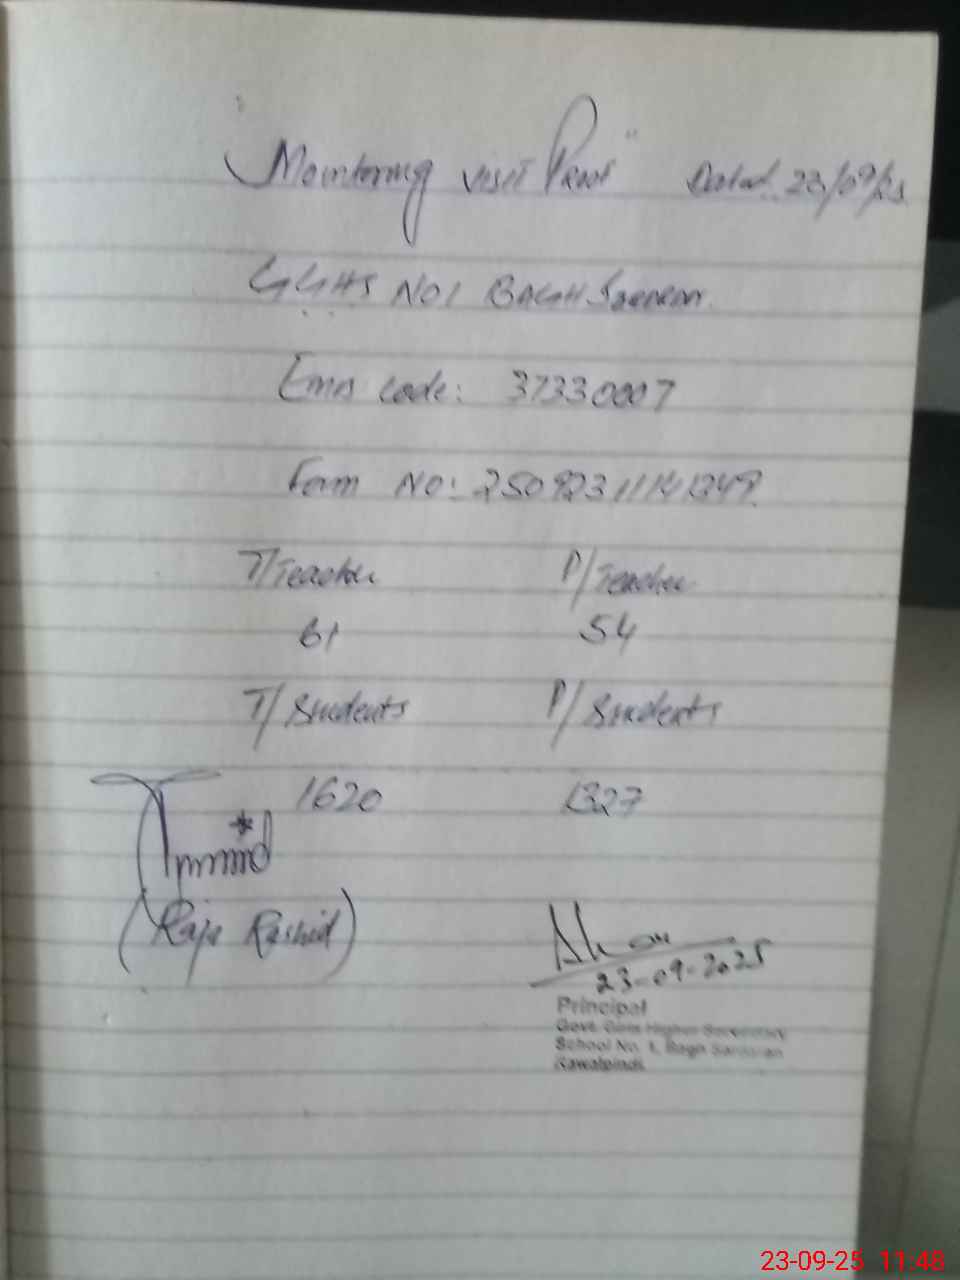 "Monitoring visit Proof" Dated. 23/09/25
GGHS NO1 BAGH Sardaran.
Emis code: 37330007
Form NO:
T/Teacher P/Teacher
61 54
T/Students P/Students
1620 1327
(Raja Rashid)
23-09-2025
Principal
Govt. Girls Higher Secondary
School No. 1, Bagh Sardaran
Rawalpindi.
23-09-25 11:48